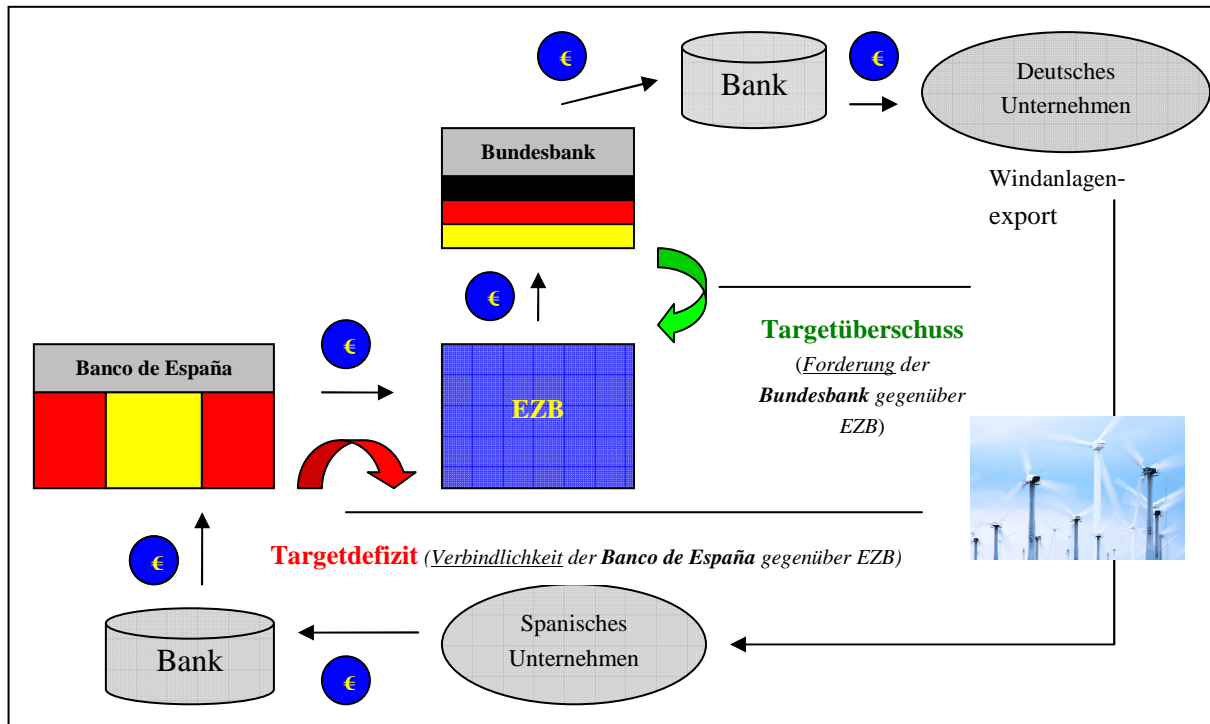 €
€
Bank
Deutsches
Unternehmen
Bundesbank
Windanlagen-
export
€
€
Targetüberschuss
(Forderung der
Bundesbank gegenüber
EZB)
Banco de España
EZB
€
Targetdefizit (Verbindlichkeit der Banco de España gegenüber EZB)
Bank
Spanisches
Unternehmen
€